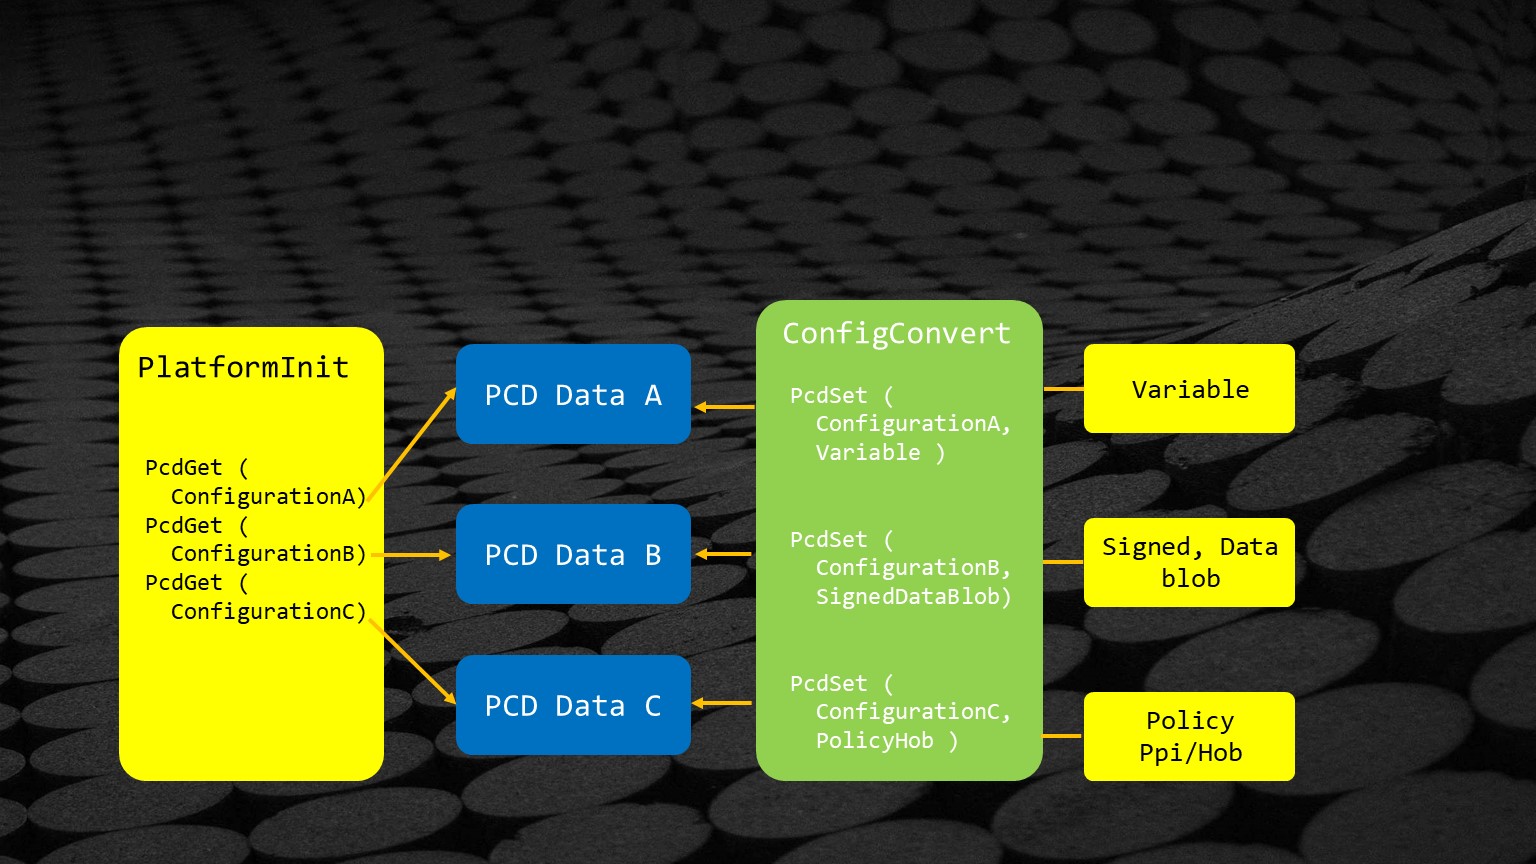 PlatformInit
PcdGet (
ConfigurationA)
PcdGet (
ConfigurationB)
PcdGet (
ConfigurationC)
PCD Data A
PCD Data B
PCD Data C
ConfigConvert
PcdSet (
ConfigurationA,
Variable )
PcdSet (
ConfigurationB,
SignedDataBlob)
PcdSet (
ConfigurationC,
PolicyHob )
Variable
Signed, Data
blob
Policy
Ppi/Hob